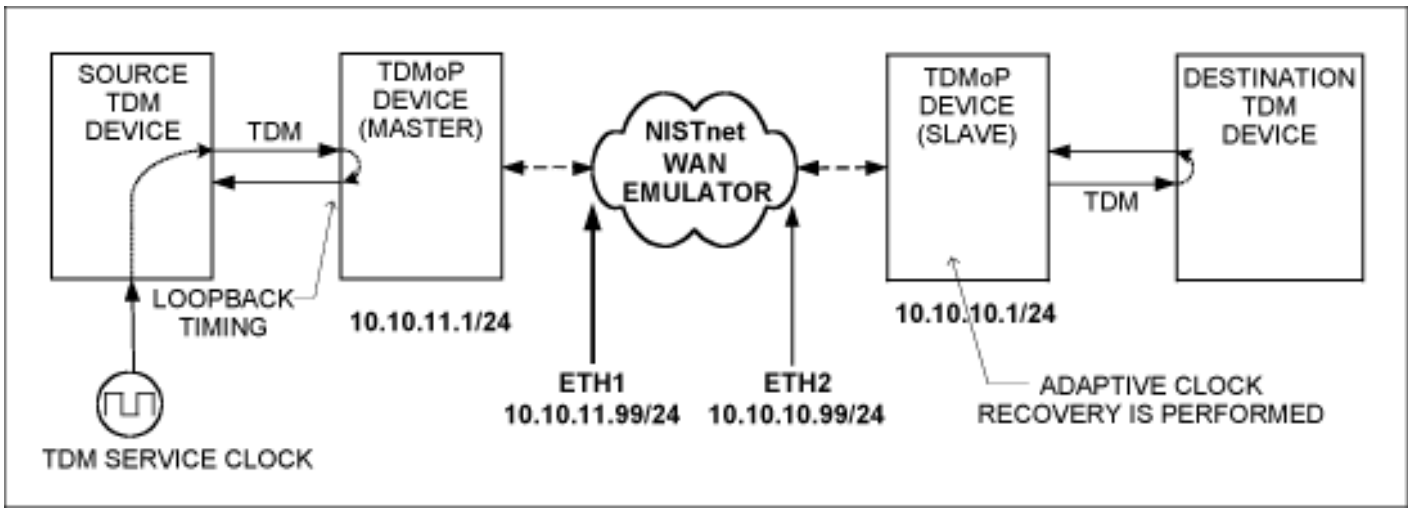 SOURCE
TDM
DEVICE
TDM
TDMoP
DEVICE
(MASTER)
NISTnet
WAN
EMULATOR
TDMoP
DEVICE
(SLAVE)
TDM
DESTINATION
TDM
DEVICE
LOOPBACK
TIMING
10.10.11.1/24
10.10.10.1/24
ETH1
10.10.11.99/24
ETH2
10.10.10.99/24
ADAPTIVE CLOCK
RECOVERY IS PERFORMED
TDM SERVICE CLOCK